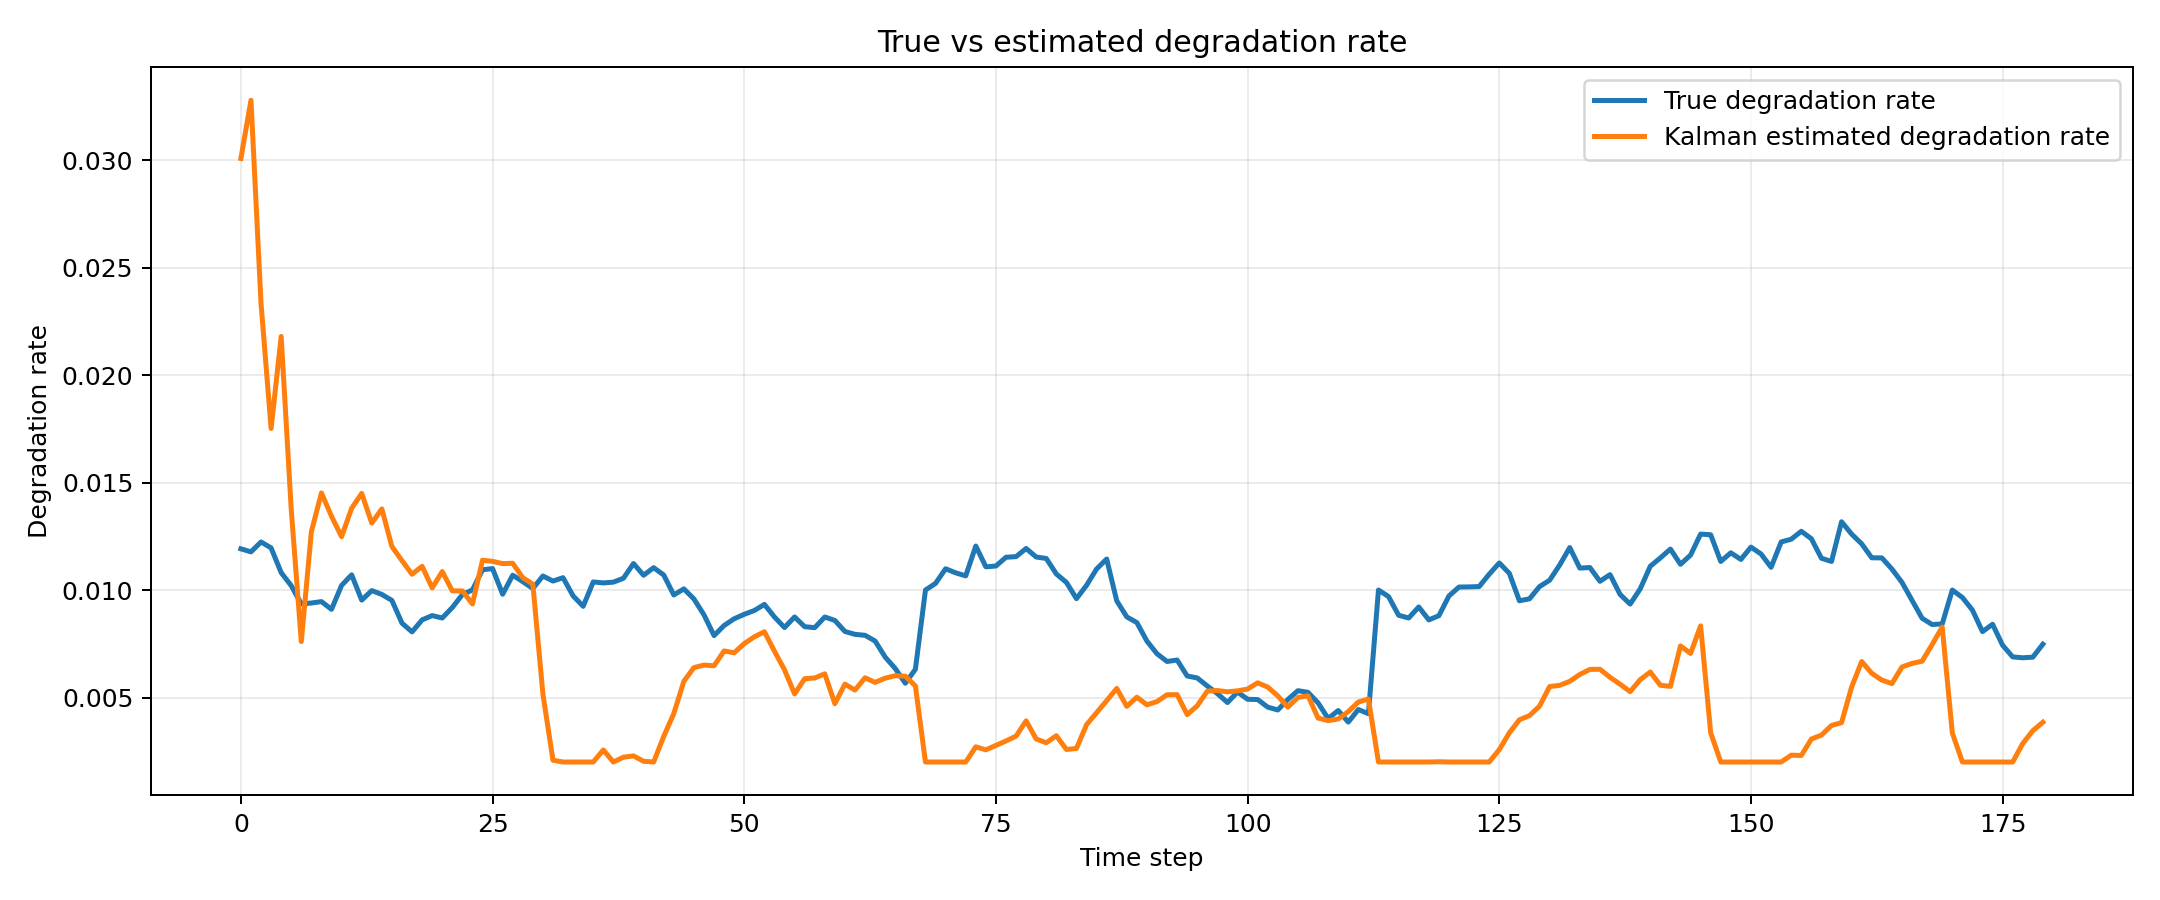 True vs estimated degradation rate
True degradation rate
Kalman estimated degradation rate
Degradation rate
0.030
0.025
0.020
0.015
0.010
0.005
0 25 50 75 100 125 150 175
Time step